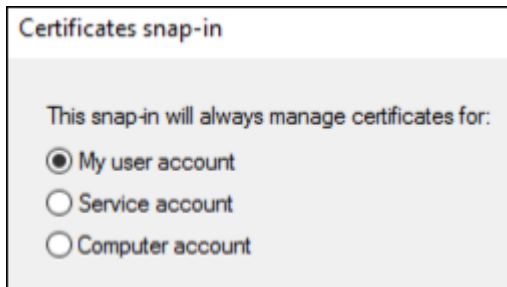 Certificates snap-in
This snap-in will always manage certificates for:
My user account
Service account
Computer account